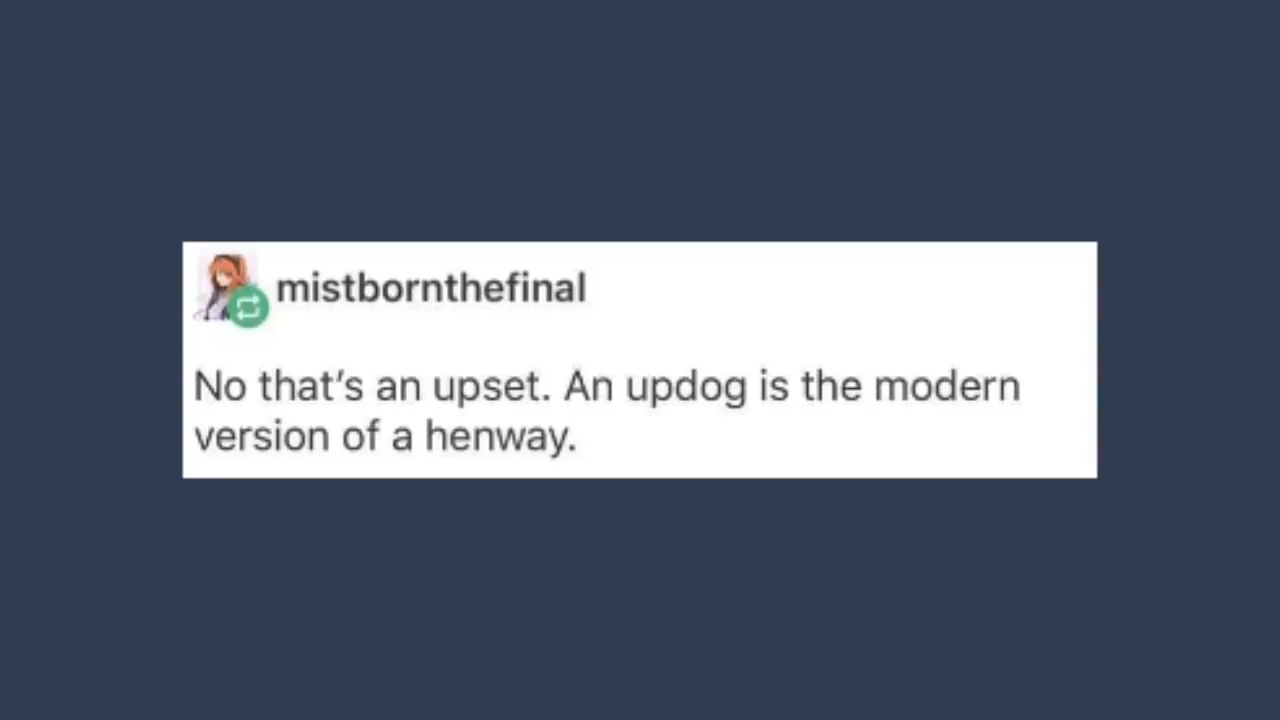 mistbornthefinal
No that’s an upset. An updog is the modern
version of a henway.